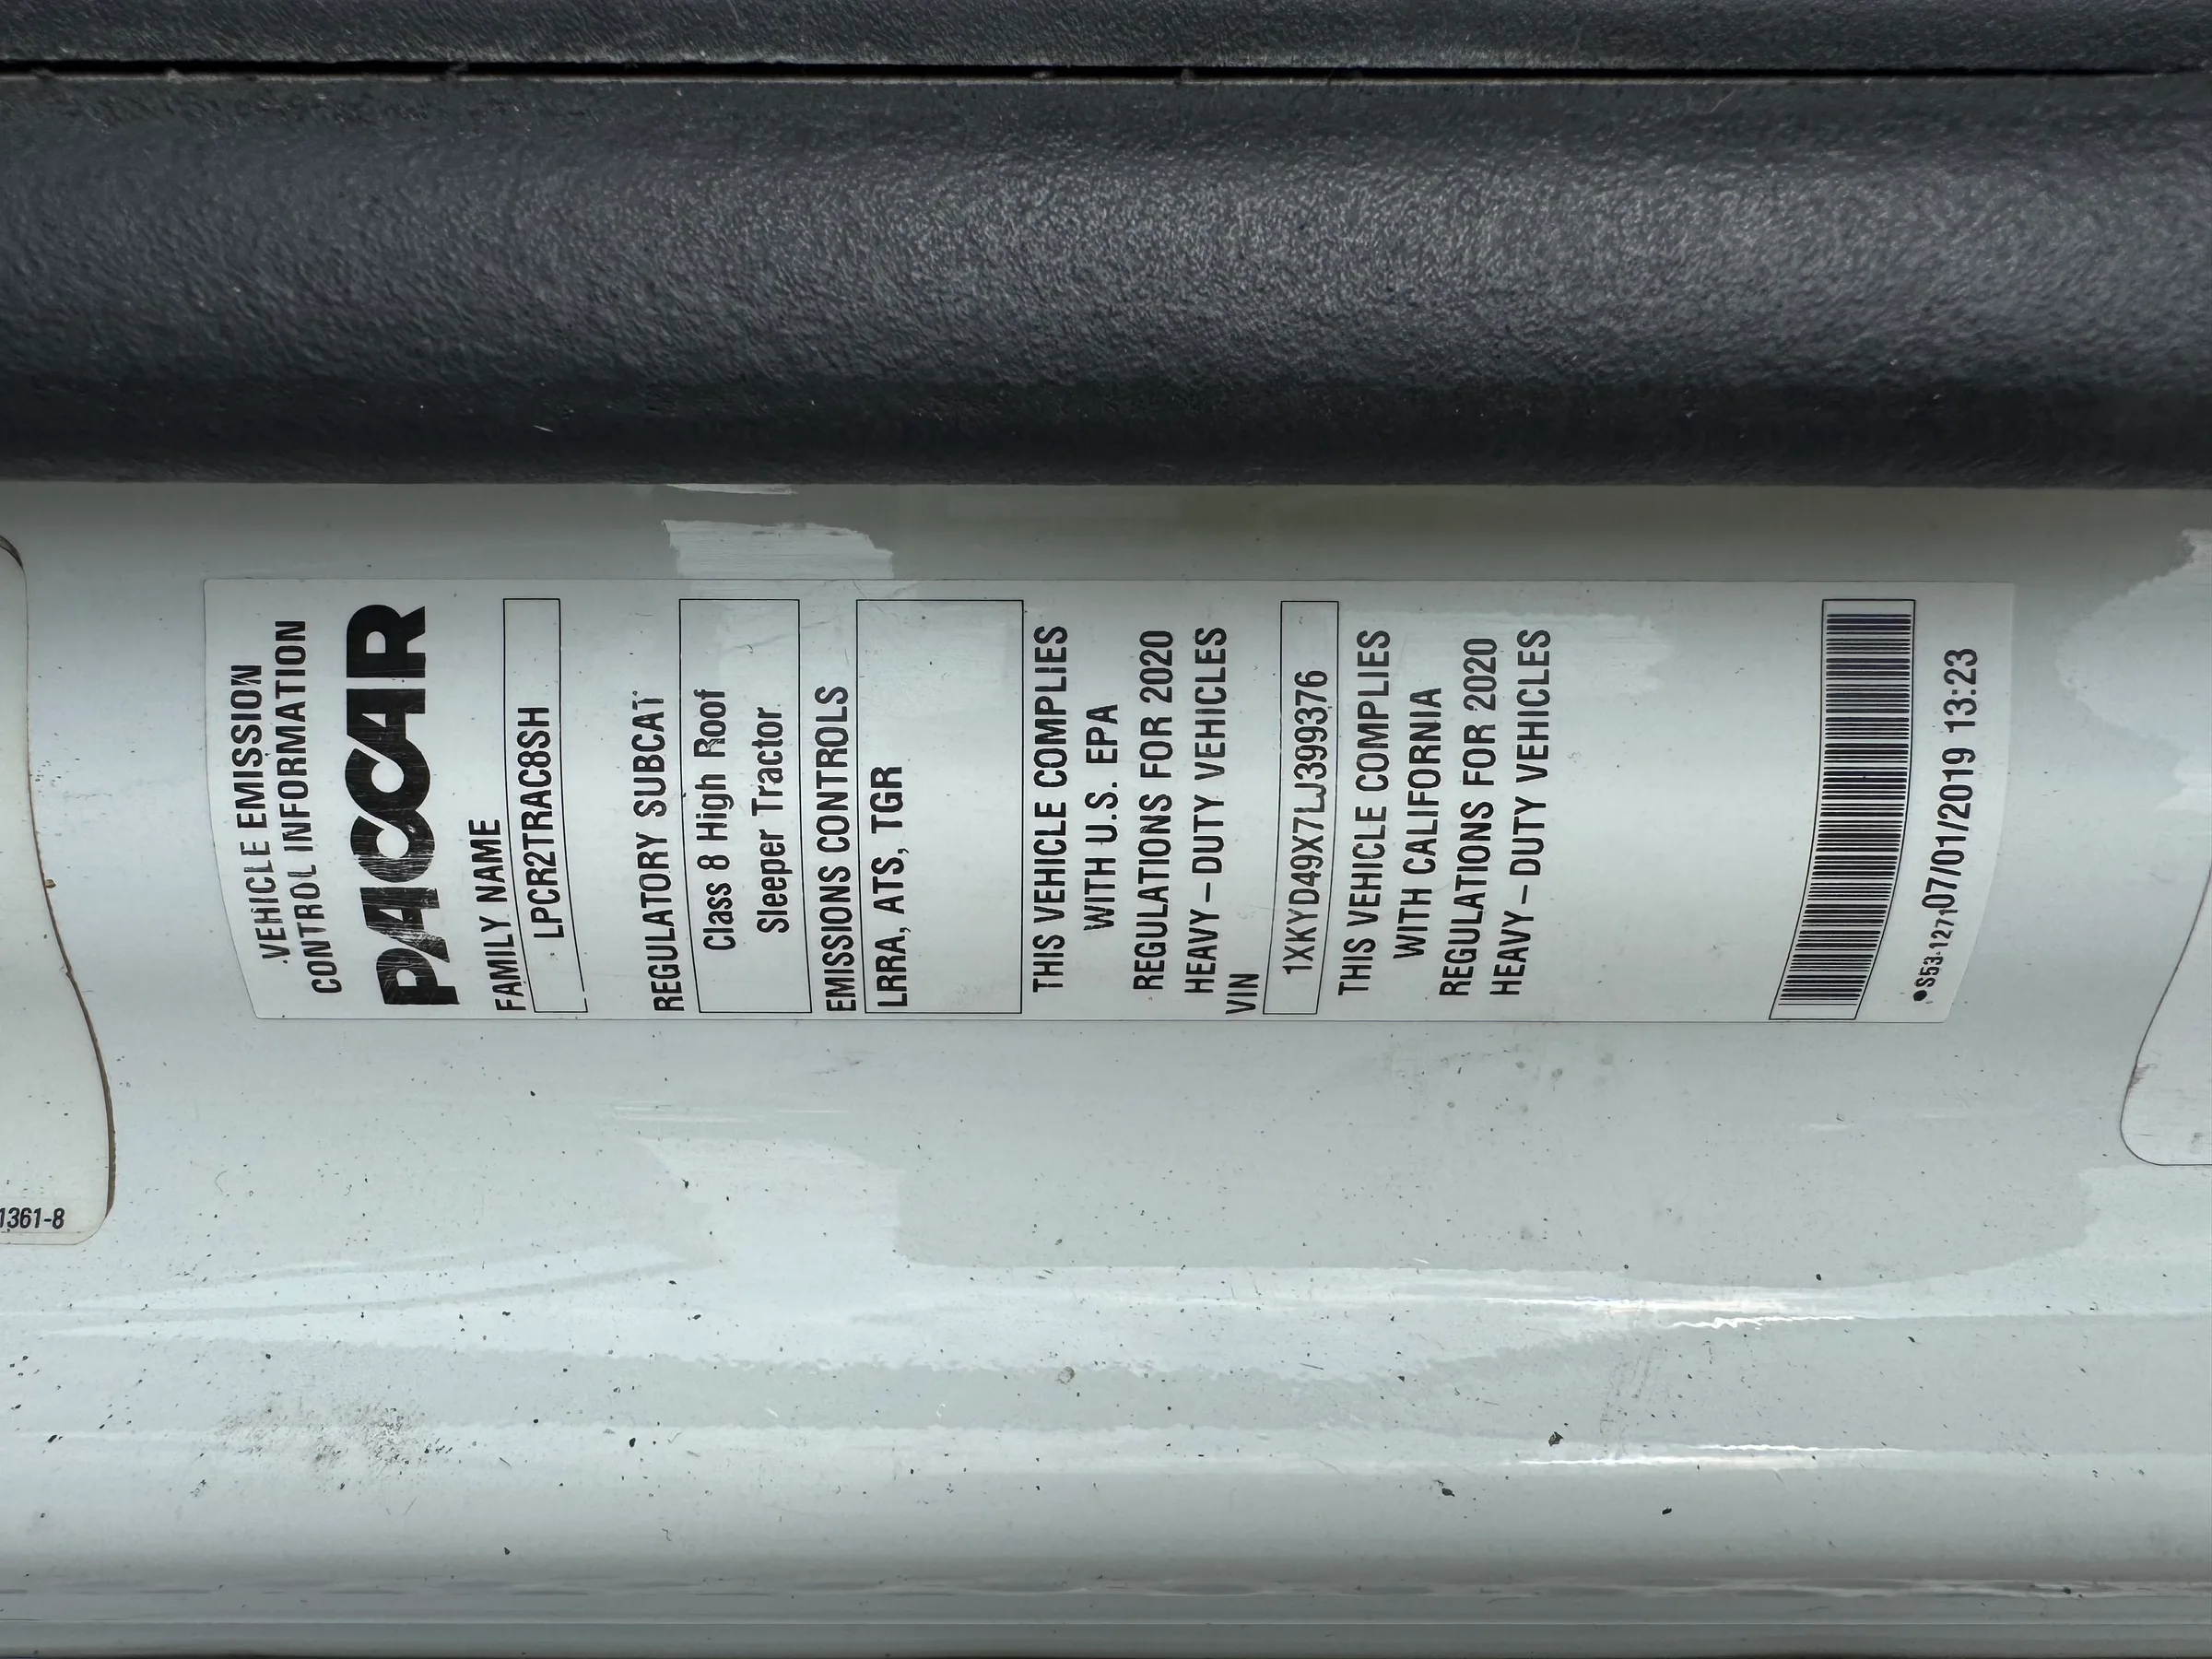 VEHICLE EMISSION
CONTROL INFORMATION
PACCAR
FAMILY NAME
LPCR2TRAC8SH
REGULATORY SUBCAT
Class 8 High Roof
Sleeper Tractor
EMISSIONS CONTROLS
LRRA, ATS, TGR
THIS VEHICLE COMPLIES
WITH U.S. EPA
REGULATIONS FOR 2020
HEAVY-DUTY VEHICLES
VIN
1XKYD49X7LJ399376
THIS VEHICLE COMPLIES
WITH CALIFORNIA
REGULATIONS FOR 2020
HEAVY-DUTY VEHICLES
●S53-1271 07/01/2019 13:23
1361-8